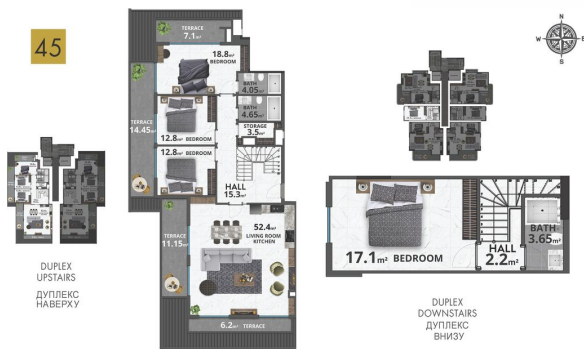 45
TERRACE
7.1m²
18.8m²
BEDROOM
BATH
4.05m²
BATH
4.65m²
STORAGE
3.5m²
TERRACE
14.45m²
12.8m² BEDROOM
12.8m² BEDROOM
HALL
15.3m²
TERRACE
11.15m²
52.4m²
LIVING ROOM
KITCHEN
6.2m² TERRACE
DUPLEX
UPSTAIRS
ДУПЛЕКС
НАВЕРХУ
N
W E
S
17.1m² BEDROOM
HALL
2.2m²
BATH
3.65m²
DUPLEX
DOWNSTAIRS
ДУПЛЕКС
ВНИЗУ